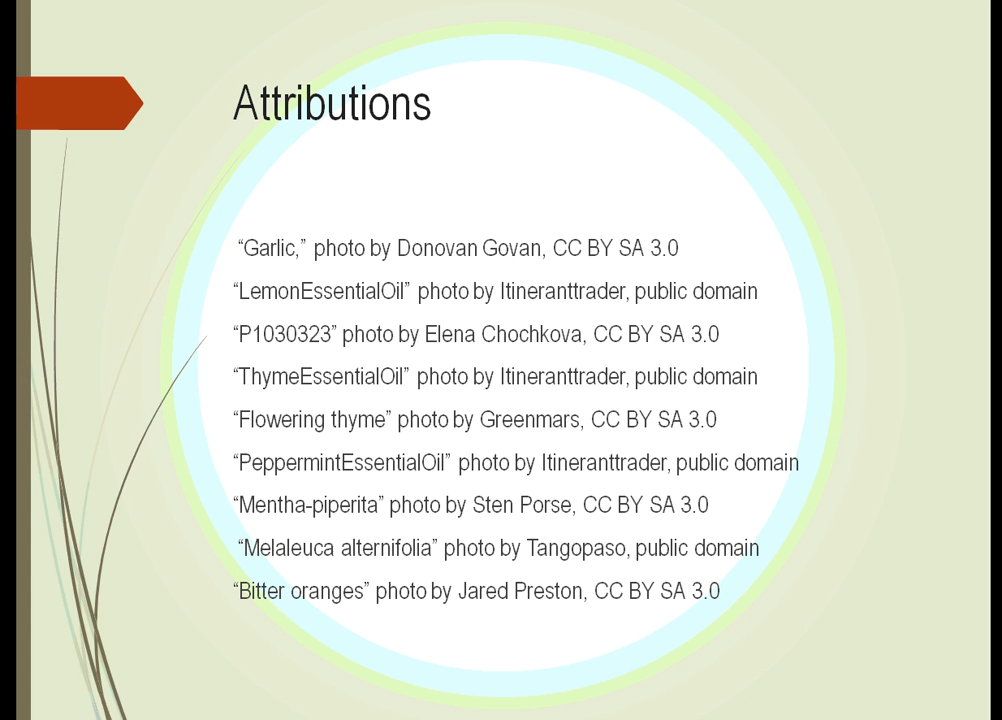 Attributions
“Garlic,” photo by Donovan Govan, CC BY SA 3.0
“LemonEssentialOil” photo by Itineranttrader, public domain
“P1030323” photo by Elena Chochkova, CC BY SA 3.0
“ThymeEssentialOil” photo by Itineranttrader, public domain
“Flowering thyme” photo by Greenmars, CC BY SA 3.0
“PeppermintEssentialOil” photo by Itineranttrader, public domain
“Mentha-piperita” photo by Sten Porse, CC BY SA 3.0
“Melaleuca alternifolia” photo by Tangopaso, public domain
“Bitter oranges” photo by Jared Preston, CC BY SA 3.0